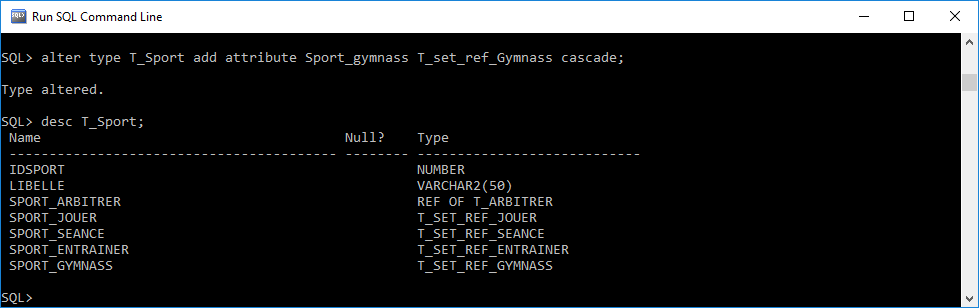 Run SQL Command Line
SQL> alter type T_Sport add attribute Sport_gymnass T_set_ref_Gymnass cascade;
Type altered.
SQL> desc T_Sport;
Name                                      Null?    Type
----------------------------------------- -------- ----------------------------
IDSPORT                                            NUMBER
LIBELLE                                            VARCHAR2(50)
SPORT_ARBITRER                                     REF OF T_ARBITRER
SPORT_JOUER                                        T_SET_REF_JOUER
SPORT_SEANCE                                       T_SET_REF_SEANCE
SPORT_ENTRAINER                                    T_SET_REF_ENTRAINER
SPORT_GYMNASS                                      T_SET_REF_GYMNASS
SQL>